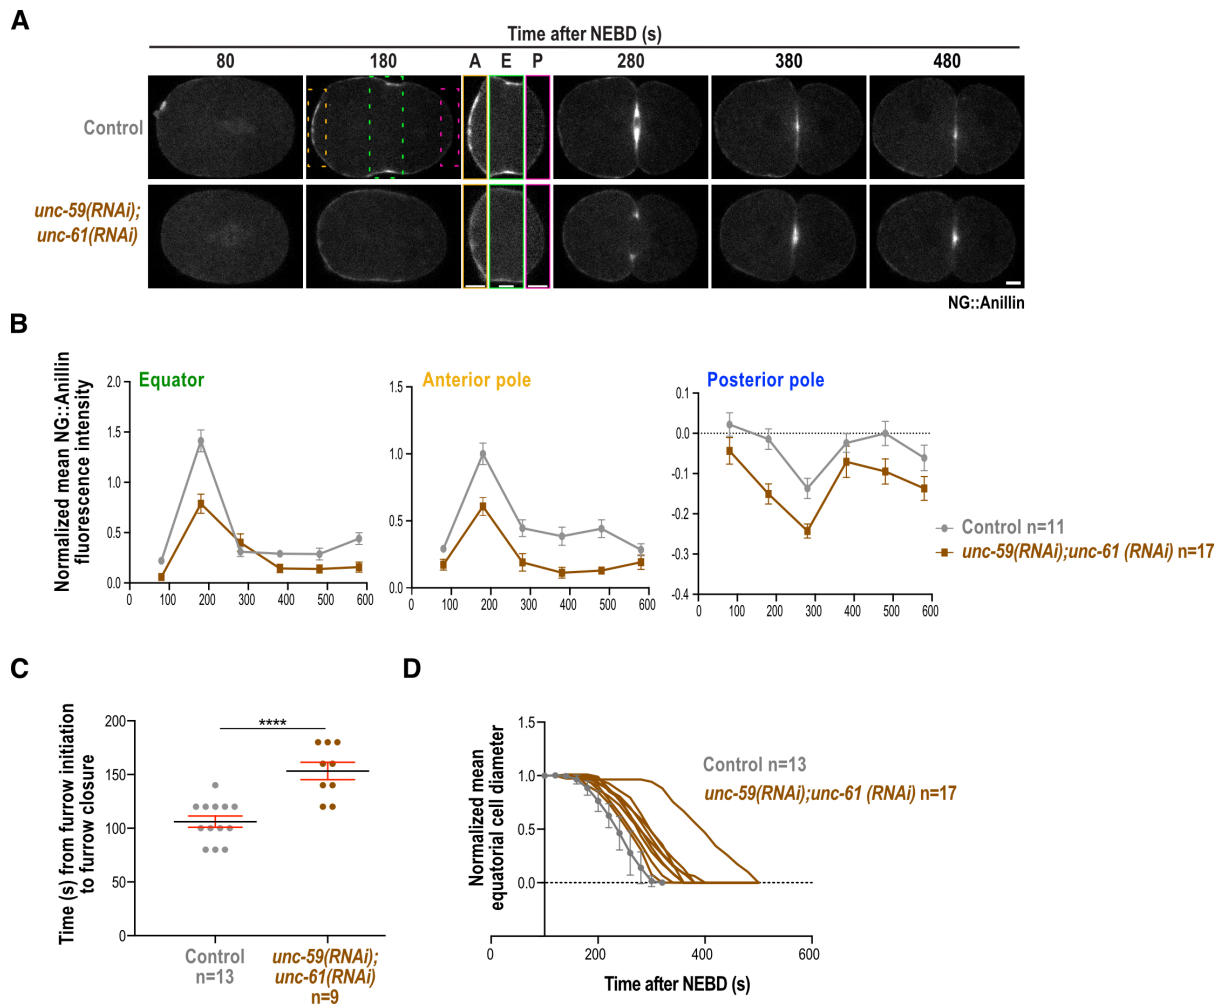 A
Time after NEBD (s)
80 180 A E P 280 380 480
Control
unc-59(RNAi);
unc-61(RNAi)
NG::Anillin
B
Normalized mean NG::Anillin
fluorescence intensity
Equator
2.0
1.5
1.0
0.5
0.0
0 100 200 300 400 500 600
Anterior pole
1.5
1.0
0.5
0.0
0 100 200 300 400 500 600
Posterior pole
0.1
0.0
-0.1
-0.2
-0.3
-0.4
0 100 200 300 400 500 600
Control n=11
unc-59(RNAi);unc-61 (RNAi) n=17
C
Time (s) from furrow initiation
to furrow closure
200
150
100
50
0
****
Control
n=13
unc-59(RNAi);
unc-61(RNAi)
n=9
D
Normalized mean
equatorial cell diameter
1.5
1.0
0.5
0.0
0 200 400 600
Time after NEBD (s)
Control n=13
unc-59(RNAi);unc-61 (RNAi) n=17